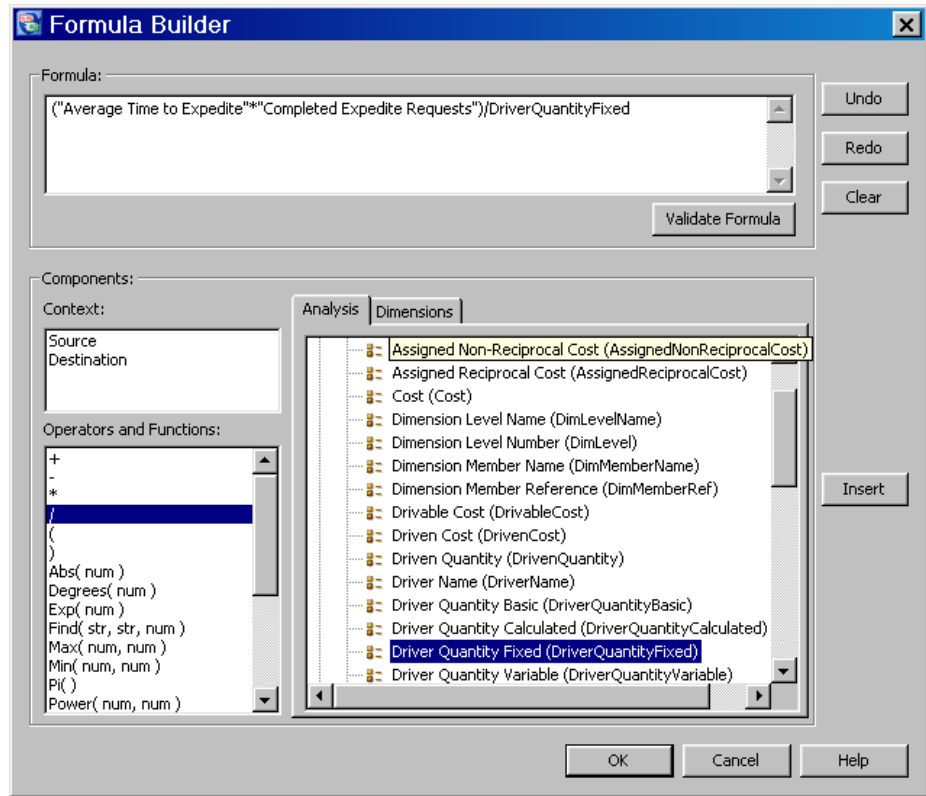 Formula Builder
Formula:
("Average Time to Expedite"*"Completed Expedite Requests")/DriverQuantityFixed
Undo
Redo
Clear
Validate Formula
Components:
Context:
Source
Destination
Operators and Functions:
+
-
*
/
(
)
Abs( num )
Degrees( num )
Exp( num )
Find( str, str, num )
Max( num, num )
Min( num, num )
Pi( )
Power( num, num )
Analysis
Dimensions
Assigned Non-Reciprocal Cost (AssignedNonReciprocalCost)
Assigned Reciprocal Cost (AssignedReciprocalCost)
Cost (Cost)
Dimension Level Name (DimLevelName)
Dimension Level Number (DimLevel)
Dimension Member Name (DimMemberName)
Dimension Member Reference (DimMemberRef)
Drivable Cost (DrivableCost)
Driven Cost (DrivenCost)
Driven Quantity (DrivenQuantity)
Driver Name (DriverName)
Driver Quantity Basic (DriverQuantityBasic)
Driver Quantity Calculated (DriverQuantityCalculated)
Driver Quantity Fixed (DriverQuantityFixed)
Driver Quantity Variable (DriverQuantityVariable)
Insert
OK
Cancel
Help